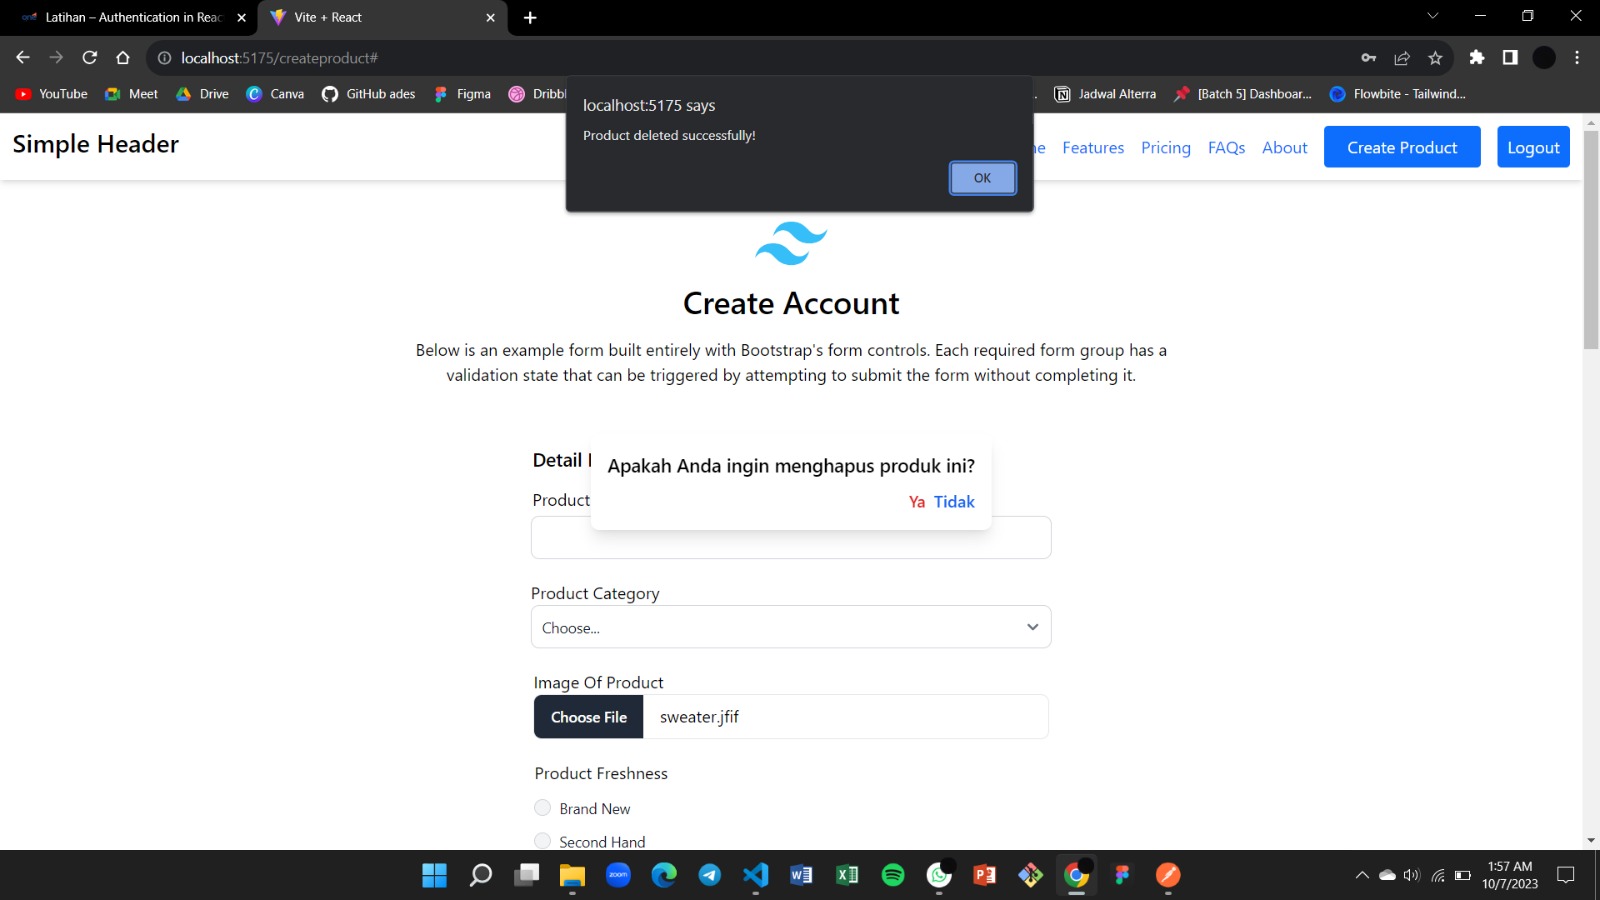 Latihan – Authentication in Reac
Vite + React
localhost:5175/createproduct#
YouTube
Meet
Drive
Canva
GitHub ades
Figma
Jadwal Alterra
[Batch 5] Dashboar...
Flowbite - Tailwind...
localhost:5175 says
Product deleted successfully!
OK
Simple Header
Features
Pricing
FAQs
About
Create Product
Logout
Create Account
Below is an example form built entirely with Bootstrap's form controls. Each required form group has a
validation state that can be triggered by attempting to submit the form without completing it.
Detail
Apakah Anda ingin menghapus produk ini?
Ya Tidak
Product
Product Category
Choose...
Image Of Product
Choose File
sweater.jfif
Product Freshness
Brand New
Second Hand
zoom
1:57 AM
10/7/2023